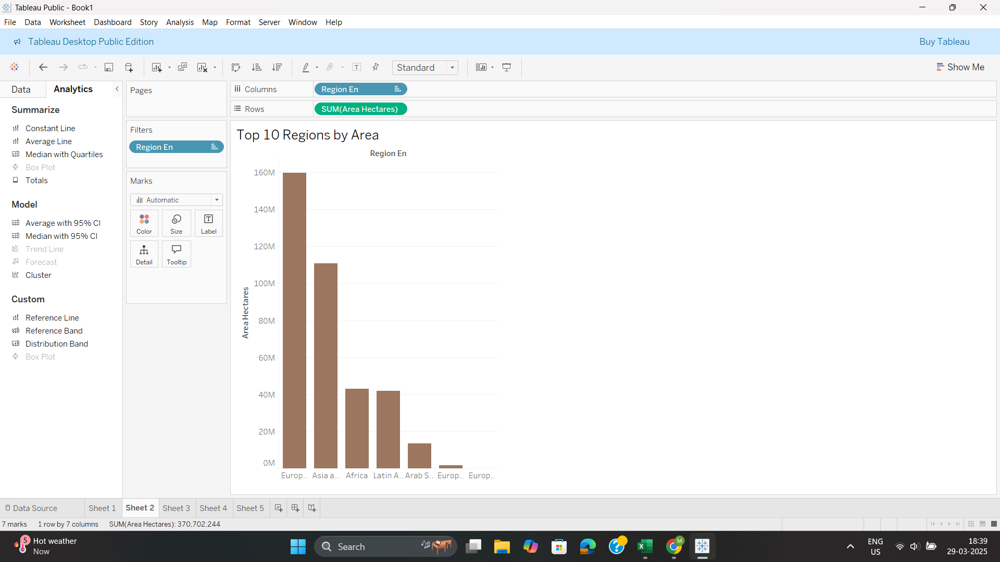 Tableau Public - Book1
File Data Worksheet Dashboard Story Analysis Map Format Server Window Help
Tableau Desktop Public Edition
Buy Tableau
Standard
Show Me
Data
Analytics
Summarize
Constant Line
Average Line
Median with Quartiles
Box Plot
Totals
Model
Average with 95% CI
Median with 95% CI
Trend Line
Forecast
Cluster
Custom
Reference Line
Reference Band
Distribution Band
Box Plot
Pages
Filters
Region En
Marks
Automatic
Color
Size
Label
Detail
Tooltip
Columns
Region En
Rows
SUM(Area Hectares)
Top 10 Regions by Area
Region En
160M
140M
120M
100M
80M
60M
40M
20M
0M
Area Hectares
Europ.. Asia a.. Africa Latin A.. Arab S.. Europ.. Europ..
Data Source
Sheet 1
Sheet 2
Sheet 3
Sheet 4
Sheet 5
7 marks
1 row by 7 columns
SUM(Area Hectares): 370,702,244
5
Hot weather
Now
Search
M
ENG
US
18:39
29-03-2025